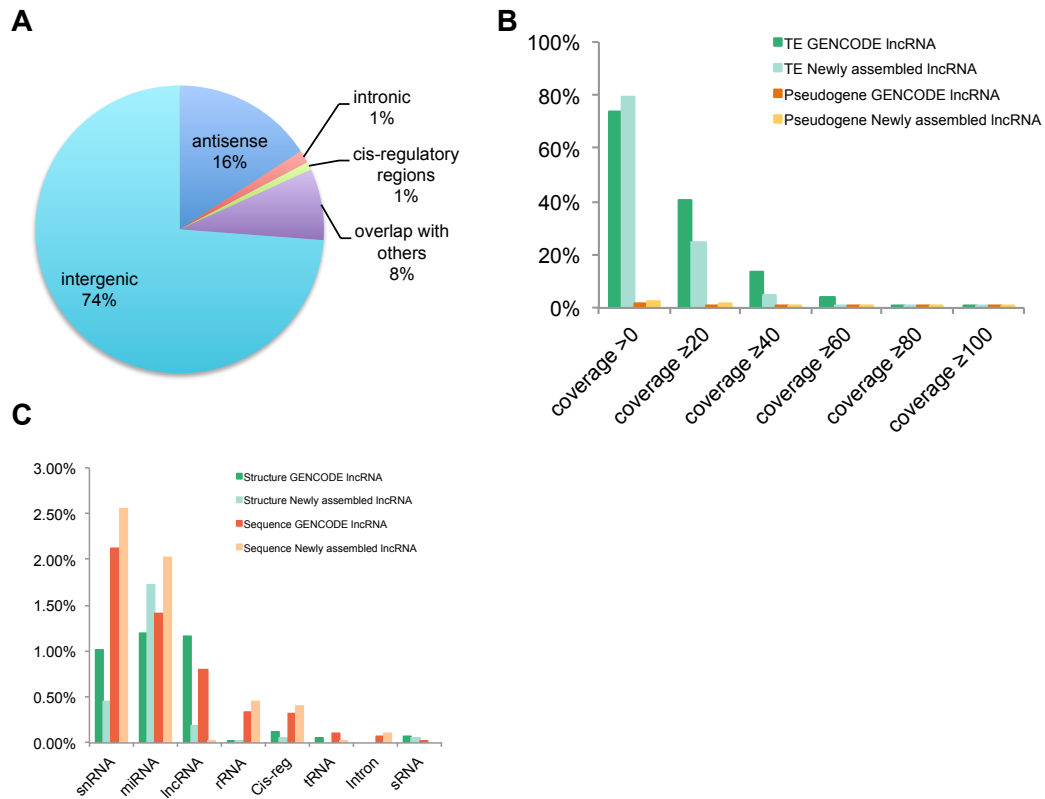 A
antisense
16%
intronic
1%
cis-regulatory
regions
1%
overlap with
others
8%
intergenic
74%
B
100%
80%
60%
40%
20%
0%
TE GENCODE lncRNA
TE Newly assembled lncRNA
Pseudogene GENCODE lncRNA
Pseudogene Newly assembled lncRNA
coverage >0
coverage ≥20
coverage ≥40
coverage ≥60
coverage ≥80
coverage ≥100
C
3.00%
2.50%
2.00%
1.50%
1.00%
0.50%
0.00%
Structure GENCODE lncRNA
Structure Newly assembled lncRNA
Sequence GENCODE lncRNA
Sequence Newly assembled lncRNA
snRNA
miRNA
lncRNA
rRNA
Cis-reg
tRNA
Intron
sRNA